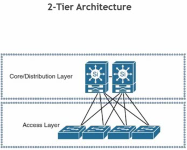 2-Tier Architecture
Core/Distribution Layer
Access Layer